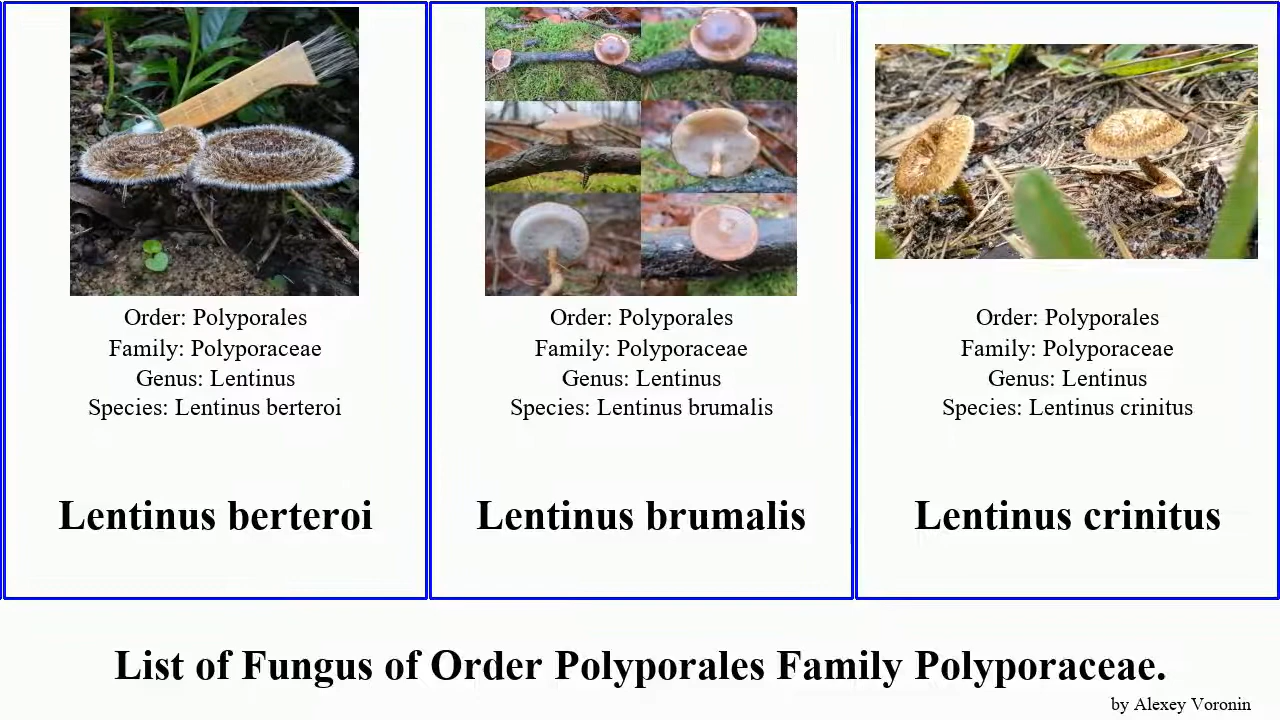 Order: Polyporales
Family: Polyporaceae
Genus: Lentinus
Species: Lentinus berteroi
Lentinus berteroi
Order: Polyporales
Family: Polyporaceae
Genus: Lentinus
Species: Lentinus brumalis
Lentinus brumalis
Order: Polyporales
Family: Polyporaceae
Genus: Lentinus
Species: Lentinus crinitus
Lentinus crinitus
List of Fungus of Order Polyporales Family Polyporaceae.
by Alexey Voronin